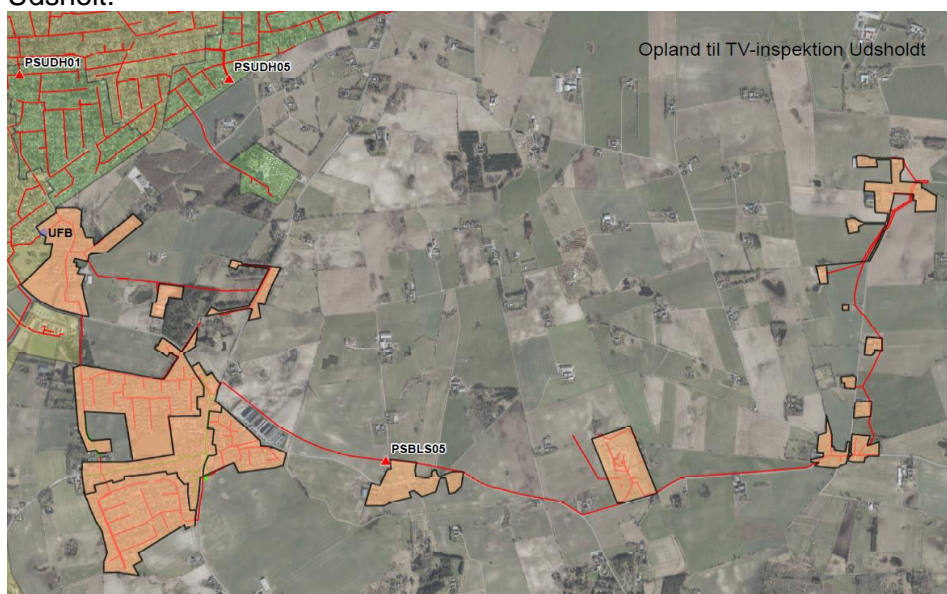 Udsholt.
Opland til TV-inspektion Udsholdt
PSUDH01
PSUDH05
UFB
PSBLS05